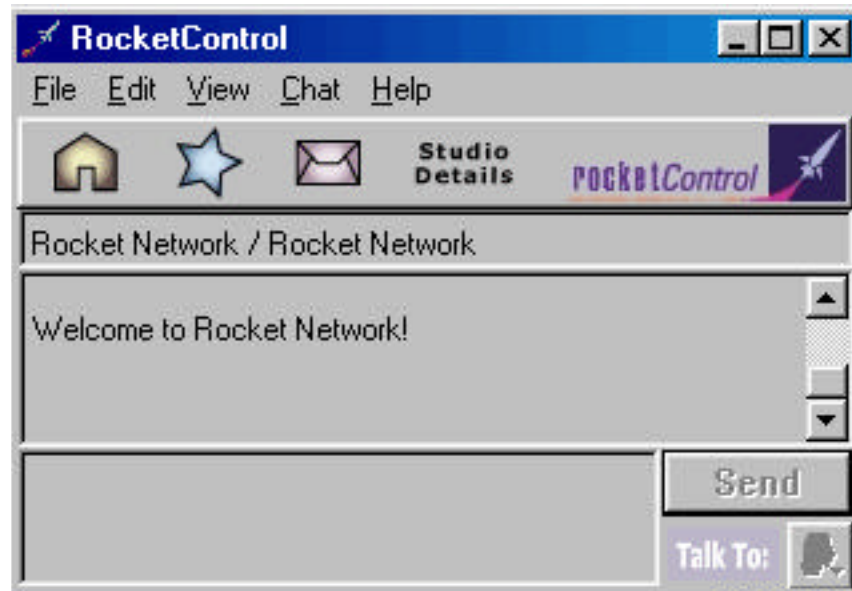 RocketControl
File Edit View Chat Help
Studio
Details
rocketControl
Rocket Network / Rocket Network
Welcome to Rocket Network!
Send
Talk To: